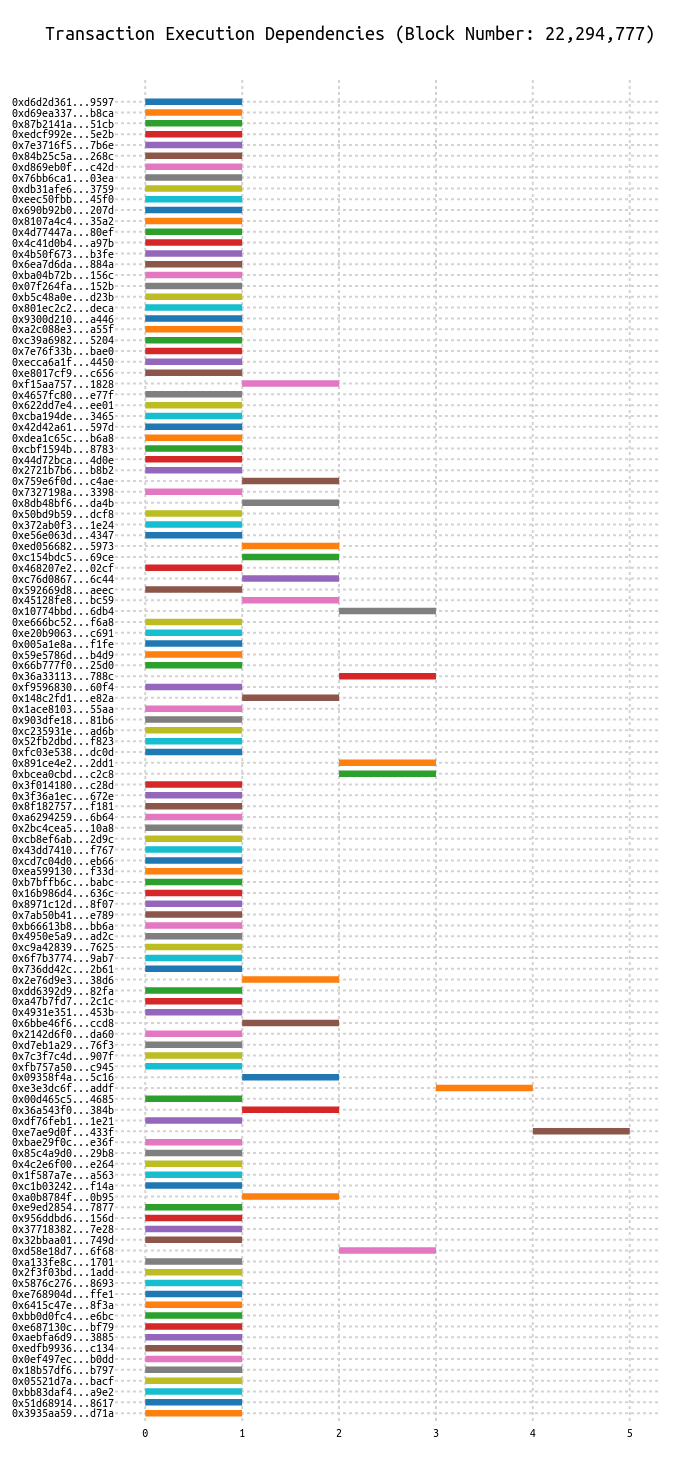 Transaction Execution Dependencies (Block Number: 22,294,777)
0xd6d2d361...9597
0xd69ea337...b8ca
0x87b2141a...51cb
0xedcf992e...5e2b
0x7e3716f5...7b6e
0x84b25c5a...268c
0xd869eb0f...c42d
0x76bb6ca1...03ea
0xdb31afe6...3759
0xeec50fbb...45f0
0x690b92b0...207d
0x8107a4c4...35a2
0x4d77447a...80ef
0x4c41d0b4...a97b
0x4b50f673...b3fe
0x6ea7d6da...884a
0xba04b72b...156c
0x07f264fa...152b
0xb5c48a0e...d23b
0x801ec2c2...deca
0x9300d210...a446
0xa2c088e3...a55f
0xc39a6982...5204
0x7e76f33b...bae0
0xecca6a1f...4450
0xe8017cf9...c656
0xf15aa757...1828
0x4657fc80...e77f
0x622dd7e4...ee01
0xcba194de...3465
0x42d42a61...597d
0xdea1c65c...b6a8
0xcbf1594b...8783
0x44d72bca...4d0e
0x2721b7b6...b8b2
0x759e6f0d...c4ae
0x7327198a...3398
0x8db48bf6...da4b
0x50bd9b59...dcf8
0x372ab0f3...1e24
0xe56e063d...4347
0xed056682...5973
0xc154bdc5...69ce
0x468207e2...02cf
0xc76d0867...6c44
0x592669d8...aeec
0x45128fe8...bc59
0x10774bbd...6db4
0xe666bc52...f6a8
0xe20b9063...c691
0x005a1e8a...f1fe
0x59e5786d...b4d9
0x66b777f0...25d0
0x36a33113...788c
0xf9596830...60f4
0x148c2fd1...e82a
0x1ace8103...55aa
0x903dfe18...81b6
0xc235931e...ad6b
0x52fb2dbd...f823
0xfc03e538...dc0d
0x891ce4e2...2dd1
0xbcea0cbd...c2c8
0x3f014180...c28d
0x3f36a1ec...672e
0x8f182757...f181
0xa6294259...6b64
0x2bc4cea5...10a8
0xcb8ef6ab...2d9c
0x43dd7410...f767
0xcd7c04d0...eb66
0xea599130...f33d
0xb7bffb6c...babc
0x16b986d4...636c
0x8971c12d...8f07
0x7ab50b41...e789
0xb66613b8...bb6a
0x4950e5a9...ad2c
0xc9a42839...7625
0x6f7b3774...9ab7
0x736dd42c...2b61
0x2e76d9e3...38d6
0xdd6392d9...82fa
0xa47b7fd7...2c1c
0x4931e351...453b
0x6bbe46f6...ccd8
0x2142d6f0...da60
0xd7eb1a29...76f3
0x7c3f7c4d...907f
0xfb757a50...c945
0x09358f4a...5c16
0xe3e3dc6f...addf
0x00d465c5...4685
0x36a543f0...384b
0xdf76feb1...1e21
0xe7ae9d0f...433f
0xbae29f0c...e36f
0x85c4a9d0...29b8
0x4c2e6f00...e264
0x1f587a7e...a563
0xc1b03242...f14a
0xa0b8784f...0b95
0xe9ed2854...7877
0x956ddbd6...156d
0x37718382...7e28
0x32bbaa01...749d
0xd58e18d7...6f68
0xa133fe8c...1701
0x2f3f03bd...1add
0x5876c276...8693
0xe768904d...ffe1
0x6415c47e...8f3a
0xbb0d0fc4...e6bc
0xe687130c...bf79
0xaebfa6d9...3885
0xedfb9936...c134
0x0ef497ec...b0dd
0x18b57df6...b797
0x05521d7a...bacf
0xbb83daf4...a9e2
0x51d68914...8617
0x3935aa59...d71a
0 1 2 3 4 5